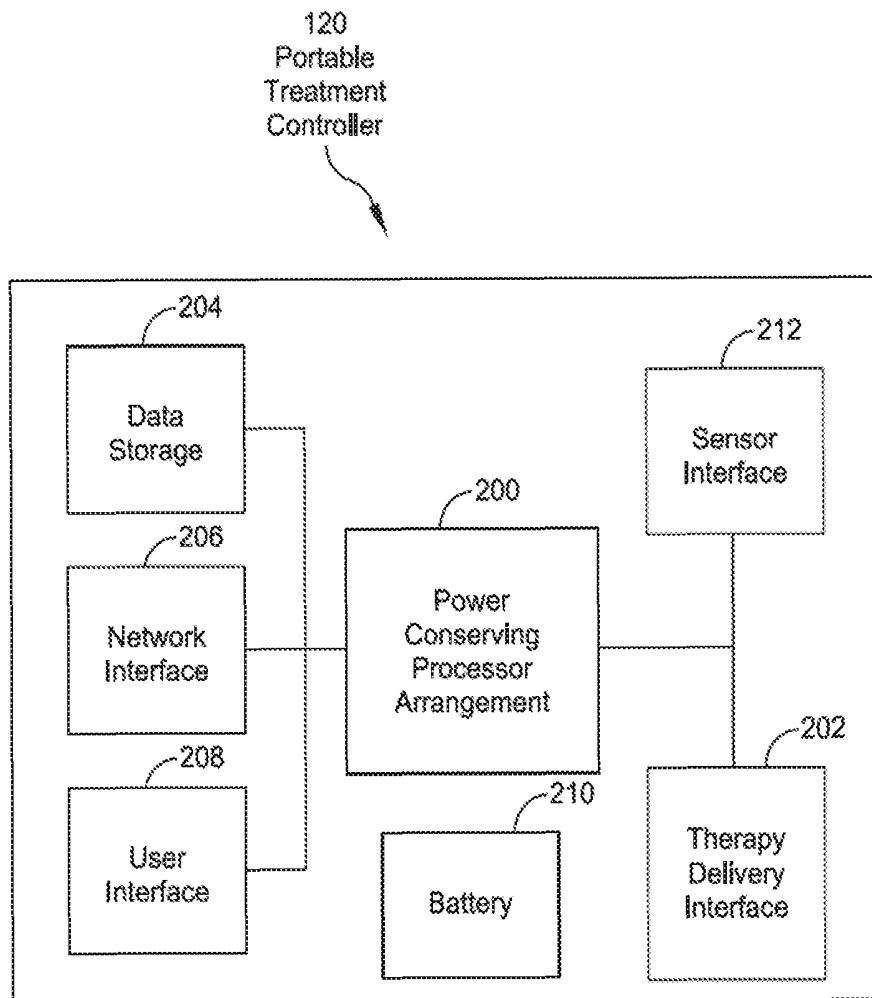 120
Portable
Treatment
Controller
204
Data
Storage
206
Network
Interface
208
User
Interface
200
Power
Conserving
Processor
Arrangement
210
Battery
212
Sensor
Interface
202
Therapy
Delivery
Interface